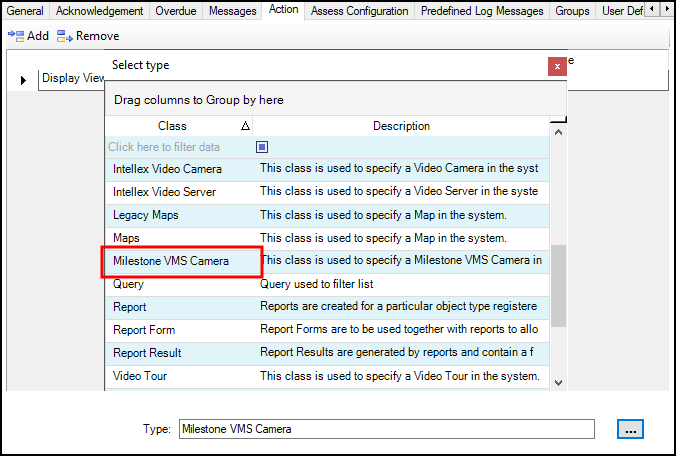 General Acknowledgement Overdue Messages Action Assess Configuration Predefined Log Messages Groups User Def
Add Remove
Select type x
e
Display View
Drag columns to Group by here
Class Description
Click here to filter data
Intellex Video Camera This class is used to specify a Video Camera in the syst
Intellex Video Server This class is used to specify a Video Server in the syste
Legacy Maps This class is used to specify a Map in the system.
Maps This class is used to specify a Map in the system.
Milestone VMS Camera This class is used to specify a Milestone VMS Camera in
Query Query used to filter list
Report Reports are created for a particular object type registere
Report Form Report Forms are to be used together with reports to allo
Report Result Report Results are generated by reports and contain a f
Video Tour This class is used to specify a Video Tour in the system.
Type: Milestone VMS Camera ...